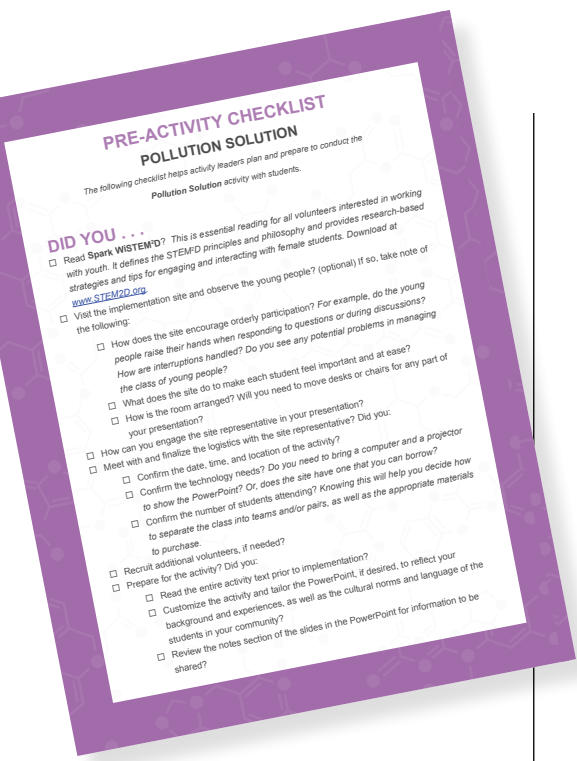 PRE-ACTIVITY CHECKLIST
POLLUTION SOLUTION
The following checklist helps activity leaders plan and prepare to conduct the
Pollution Solution activity with students.
DID YOU . . .
☐ Read Spark WiSTEM²D? This is essential reading for all volunteers interested in working
with youth. It defines the STEM²D principles and philosophy and provides research-based
strategies and tips for engaging and interacting with female students. Download at
www.STEM2D.org.
☐ Visit the implementation site and observe the young people? (optional) If so, take note of
the following:
☐ How does the site encourage orderly participation? For example, do the young
people raise their hands when responding to questions or during discussions?
How are interruptions handled? Do you see any potential problems in managing
the class of young people?
☐ What does the site do to make each student feel important and at ease?
☐ How is the room arranged? Will you need to move desks or chairs for any part of
your presentation?
☐ How can you engage the site representative in your presentation?
☐ Meet with and finalize the logistics with the site representative? Did you:
☐ Confirm the date, time, and location of the activity?
☐ Confirm the technology needs? Do you need to bring a computer and a projector
to show the PowerPoint? Or, does the site have one that you can borrow?
☐ Confirm the number of students attending? Knowing this will help you decide how
to separate the class into teams and/or pairs, as well as the appropriate materials
to purchase.
☐ Recruit additional volunteers, if needed?
☐ Prepare for the activity? Did you:
☐ Read the entire activity text prior to implementation?
☐ Customize the activity and tailor the PowerPoint, if desired, to reflect your
background and experiences, as well as the cultural norms and language of the
students in your community?
☐ Review the notes section of the slides in the PowerPoint for information to be
shared?